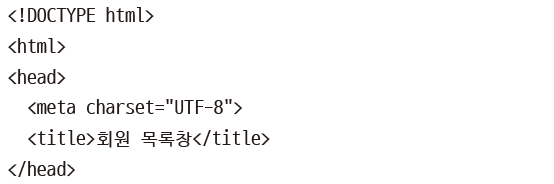 <!DOCTYPE html>
<html>
<head>
<meta charset="UTF-8">
<title>회원 목록창</title>
</head>